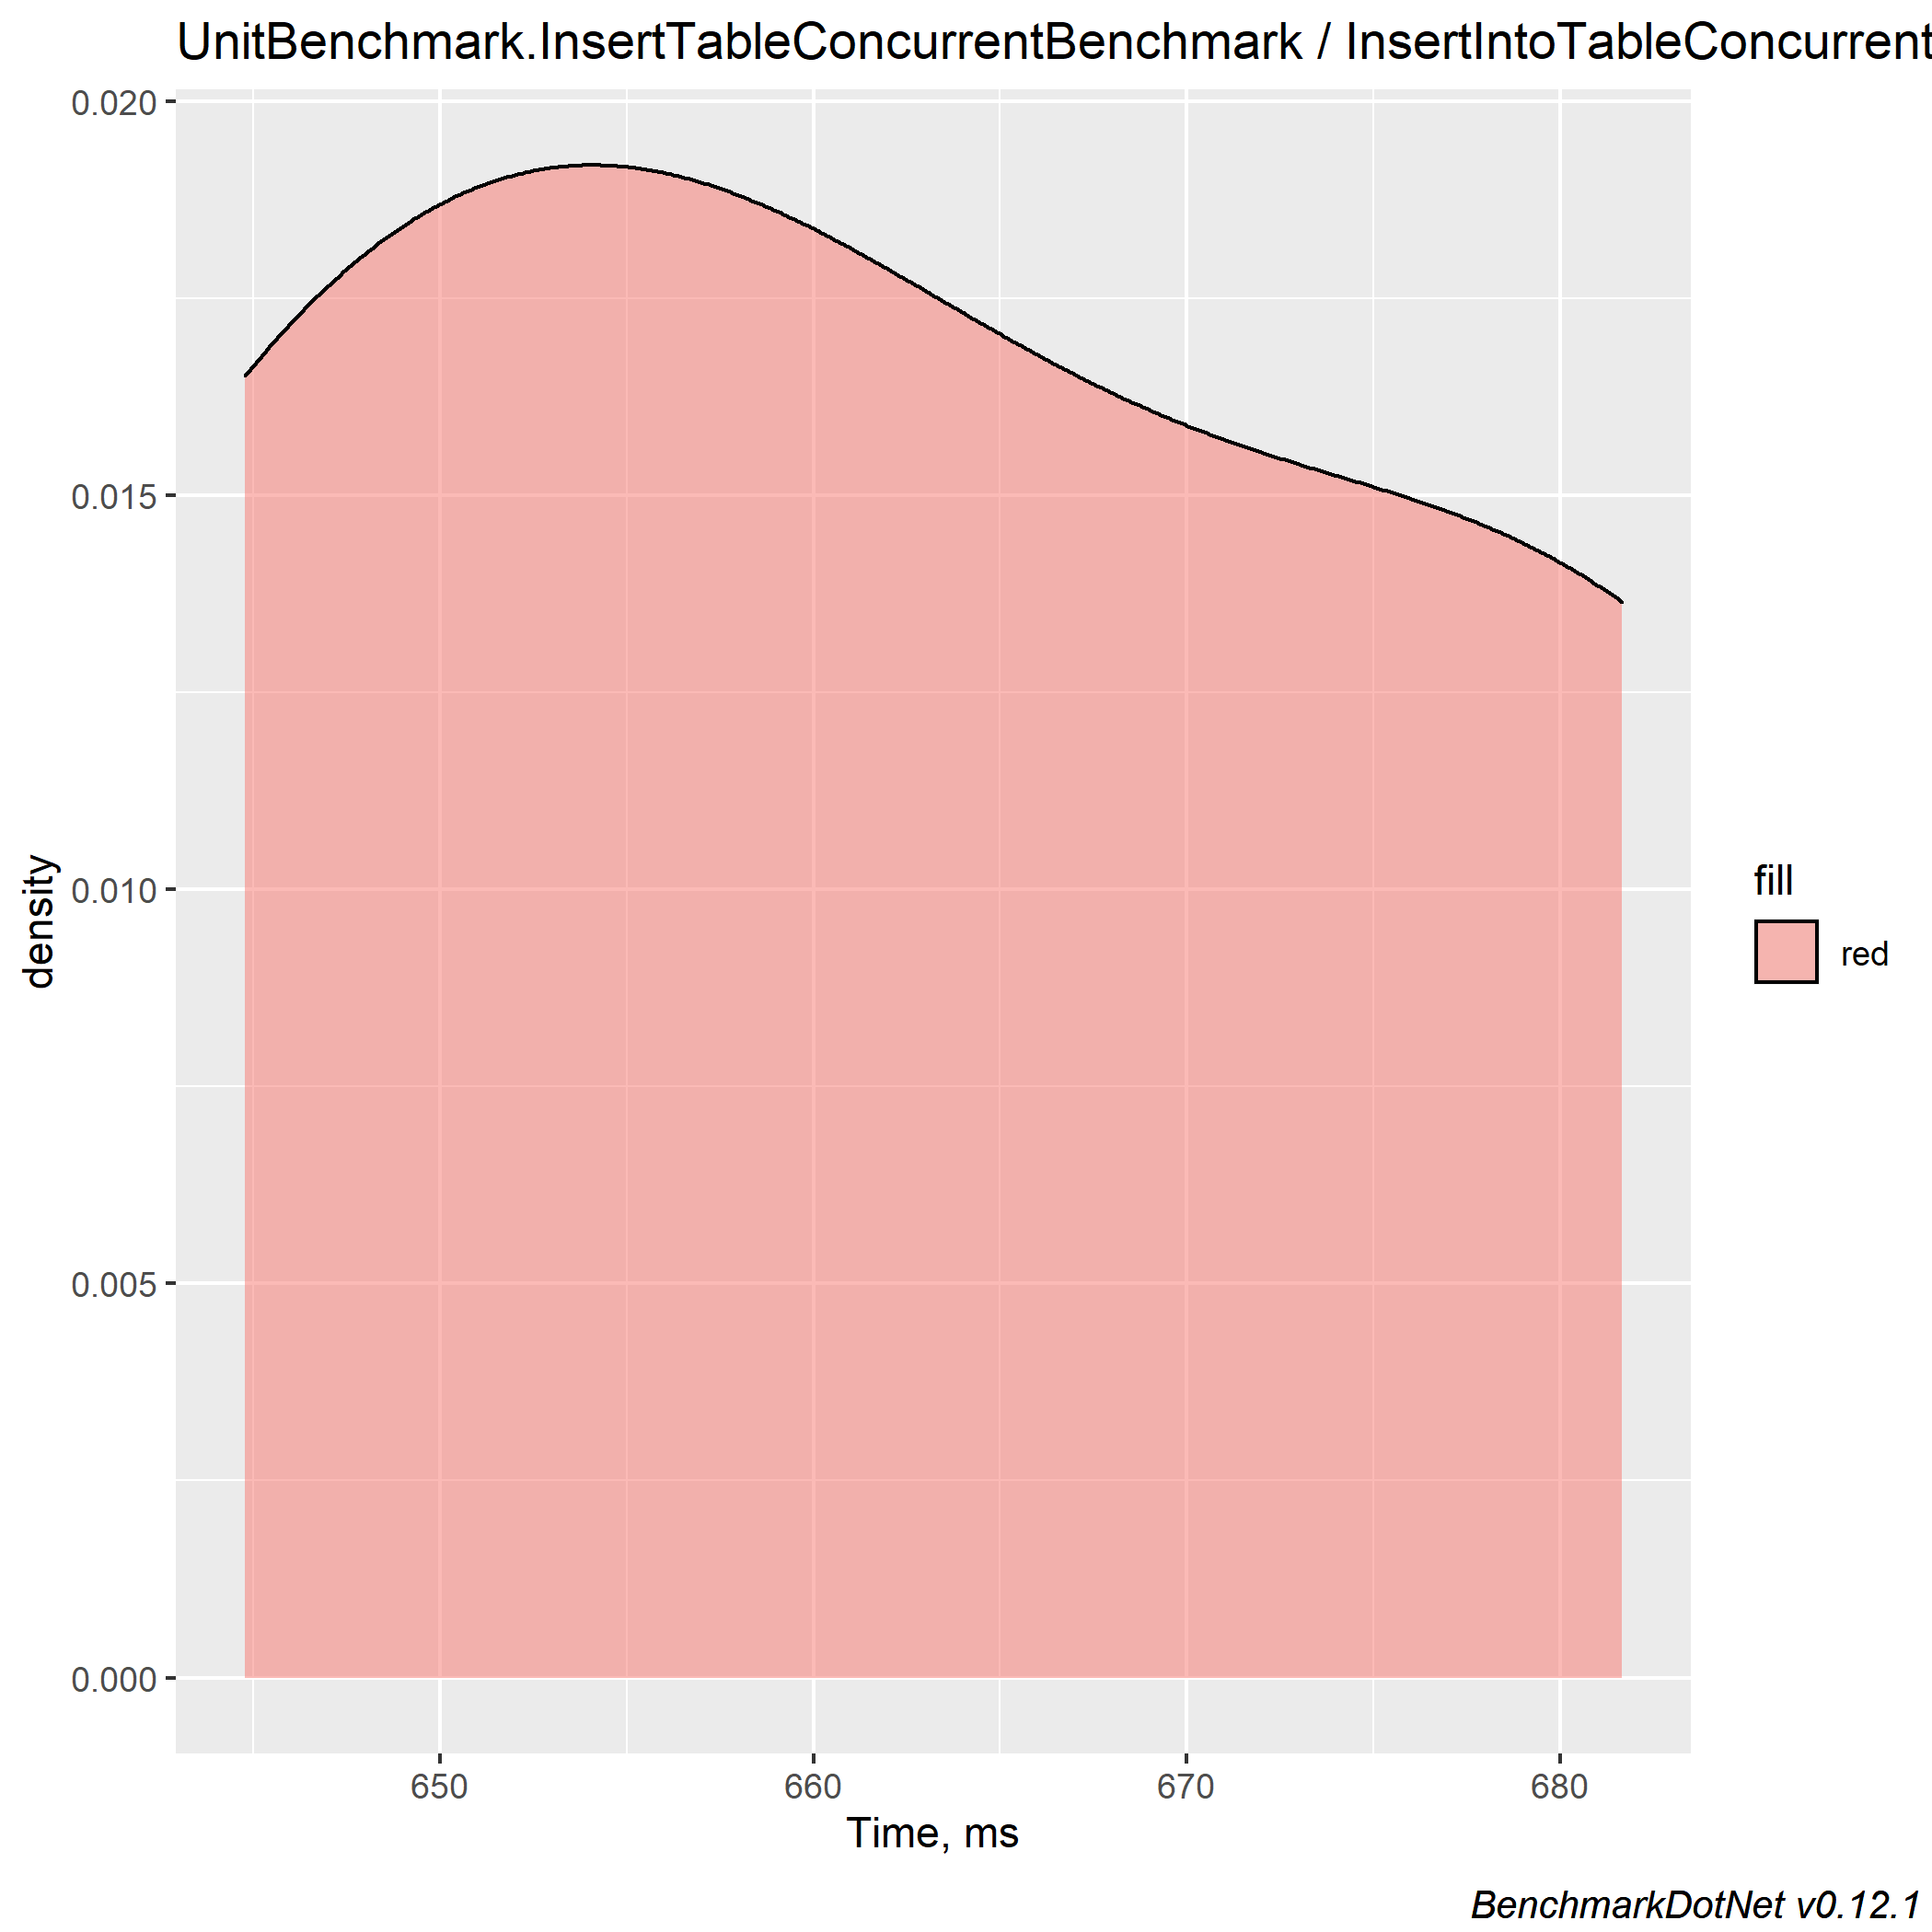 UnitBenchmark.InsertTableConcurrentBenchmark / InsertIntoTableConcurrent
0.020
0.015
0.010
0.005
0.000
density
650 660 670 680
Time, ms
fill
red
BenchmarkDotNet v0.12.1